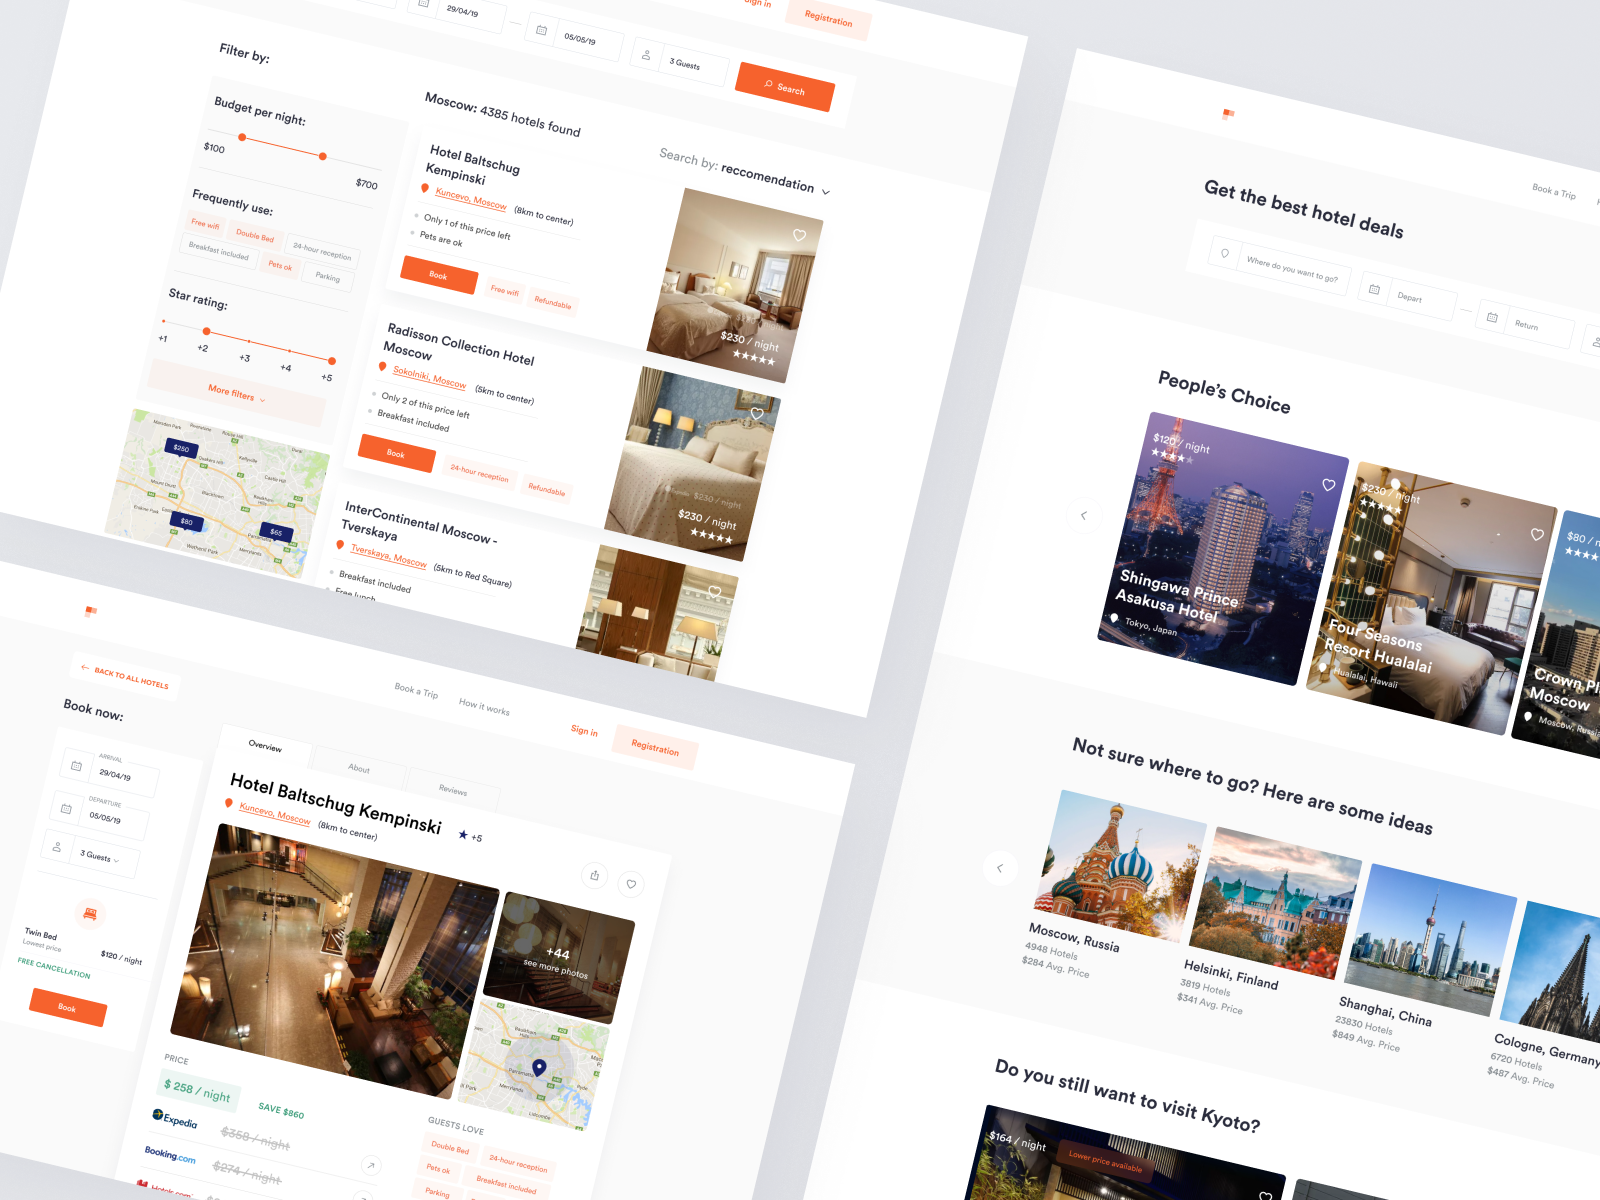 Sign in
Registration
29/04/19
05/05/19
3 Guests
Search
Filter by:
Budget per night:
$100
$700
Frequently use:
Free wifi
Double Bed
24-hour reception
Breakfast included
Pets ok
Parking
Star rating:
+1
+2
+3
+4
+5
More filters
$250
$80
$65
Moscow: 4385 hotels found
Search by: reccomendation
Hotel Baltschug
Kempinski
Kuncevo, Moscow (8km to center)
Only 1 of this price left
Pets are ok
Book
Free wifi
Refundable
$230 / night
Radisson Collection Hotel
Moscow
Sokolniki, Moscow (5km to center)
Only 2 of this price left
Breakfast included
Book
24-hour reception
Refundable
$230 / night
$230 / night
InterContinental Moscow -
Tverskaya
Tverskaya, Moscow (5km to Red Square)
Breakfast included
Free lunch
BACK TO ALL HOTELS
Book a Trip
How it works
Sign in
Registration
Book now:
ARRIVAL
29/04/19
DEPARTURE
05/05/19
3 Guests
Twin Bed
Lowest price
$120 / night
FREE CANCELLATION
Book
Overview
About
Reviews
Hotel Baltschug Kempinski
+5
Kuncevo, Moscow (8km to center)
+44
see more photos
PRICE
$ 258 / night
SAVE $860
Expedia
$358 / night
Booking.com
$274 / night
Hotels.com
GUESTS LOVE
Double Bed
24-hour reception
Pets ok
Breakfast included
Parking
Book a Trip
Get the best hotel deals
Where do you want to go?
Depart
Return
People's Choice
$120 / night
Shingawa Prince
Asakusa Hotel
Tokyo, Japan
$230 / night
Four Seasons
Resort Hualalai
Hualalai, Hawaii
$80 / n
Crown Pl
Moscow
Moscow, Russia
Not sure where to go? Here are some ideas
Moscow, Russia
4948 Hotels
$284 Avg. Price
Helsinki, Finland
3819 Hotels
$341 Avg. Price
Shanghai, China
23830 Hotels
$849 Avg. Price
Cologne, Germany
6720 Hotels
$487 Avg. Price
Do you still want to visit Kyoto?
$164 / night
Lower price available